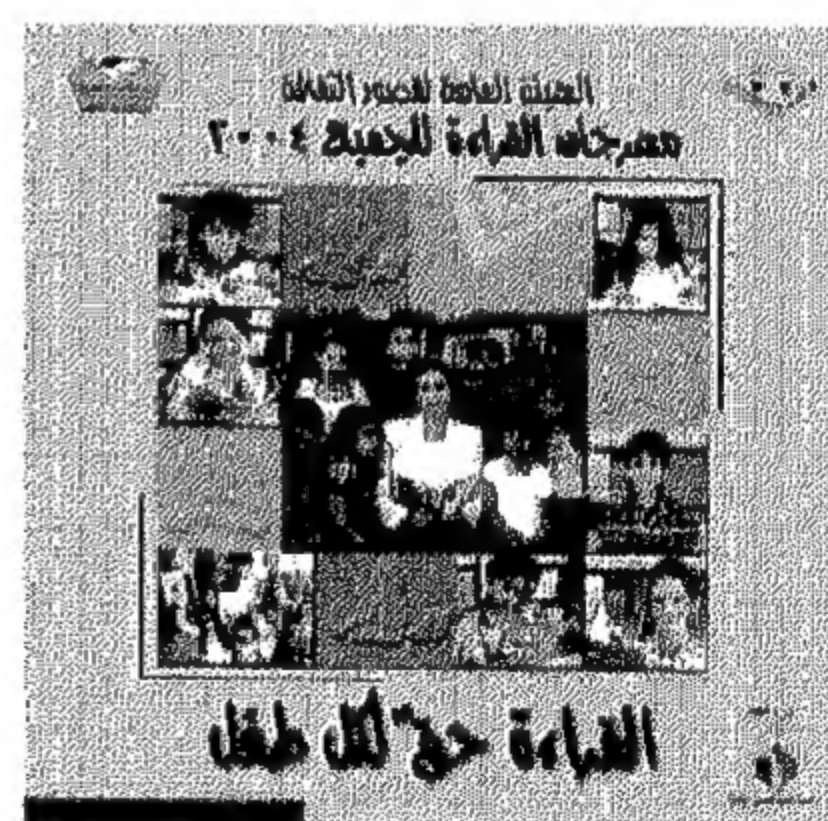 الهيئة العامة لقصور الثقافة
مهرجان القراءة للجميع ٢٠٠٤
القراءة حق لكل طفل